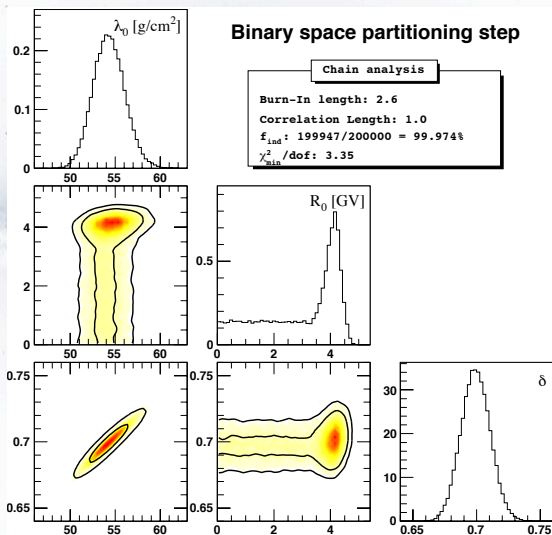 λ₀ [g/cm²]
Binary space partitioning step
Chain analysis
Burn-In length: 2.6
Correlation Length: 1.0
f_ind: 199947/200000 = 99.974%
χ²_min/dof: 3.35
0.2
0.1
0
50 55 60
R₀ [GV]
4
2
0
50 55 60
0.5
0
0 2 4
δ
0.75
0.7
0.65
50 55 60
0.75
0.7
0.65
0 2 4
30
20
10
0
0.65 0.7 0.75